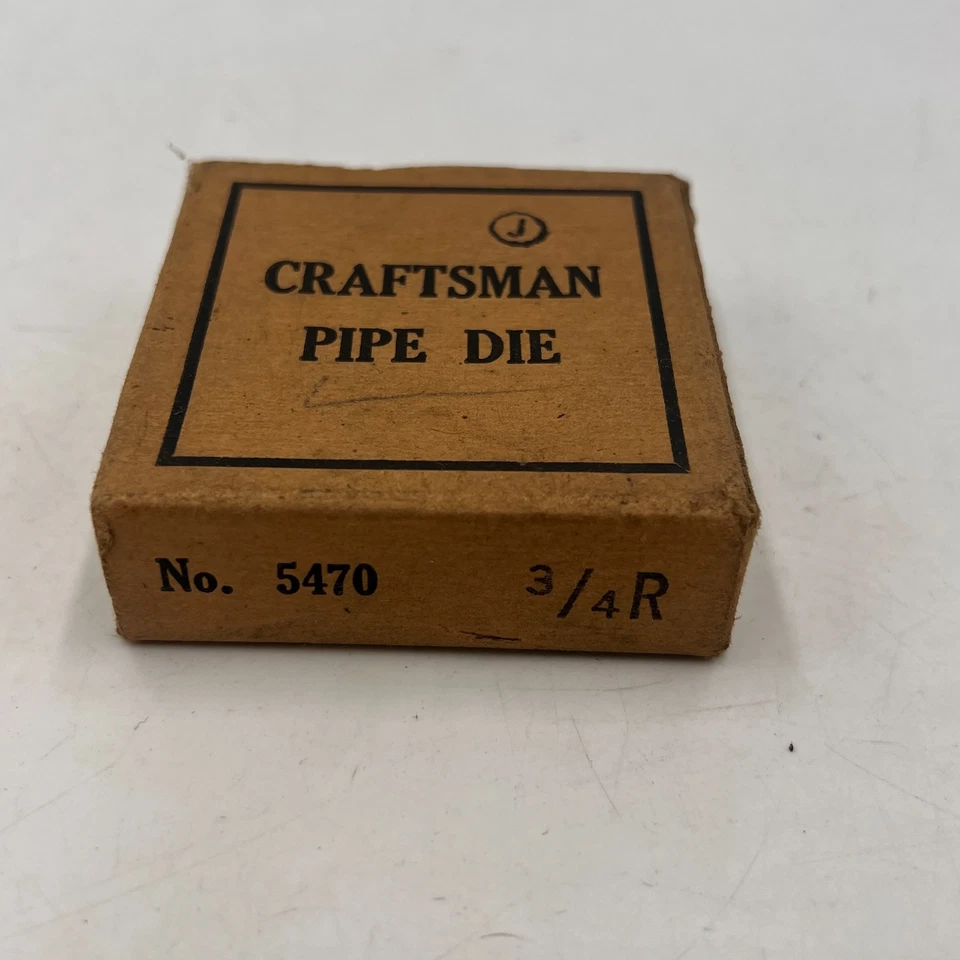 J
CRAFTSMAN
PIPE DIE
No. 5470 3/4R